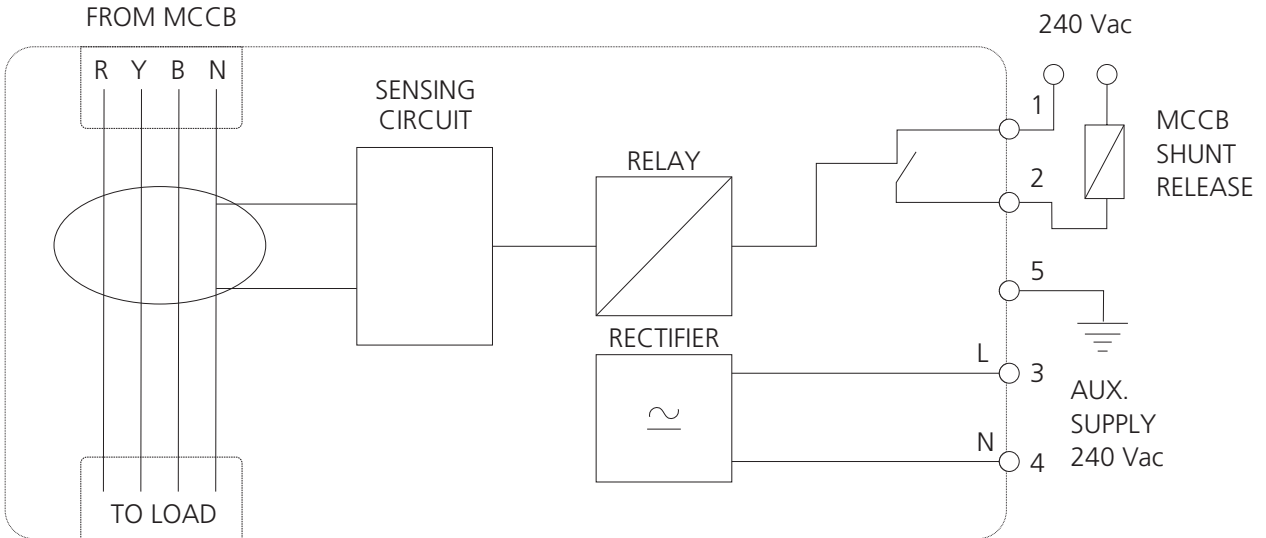 FROM MCCB
R Y B N
SENSING
CIRCUIT
RELAY
RECTIFIER
TO LOAD
240 Vac
1
2
MCCB
SHUNT
RELEASE
5
L
3
N
4
AUX.
SUPPLY
240 Vac